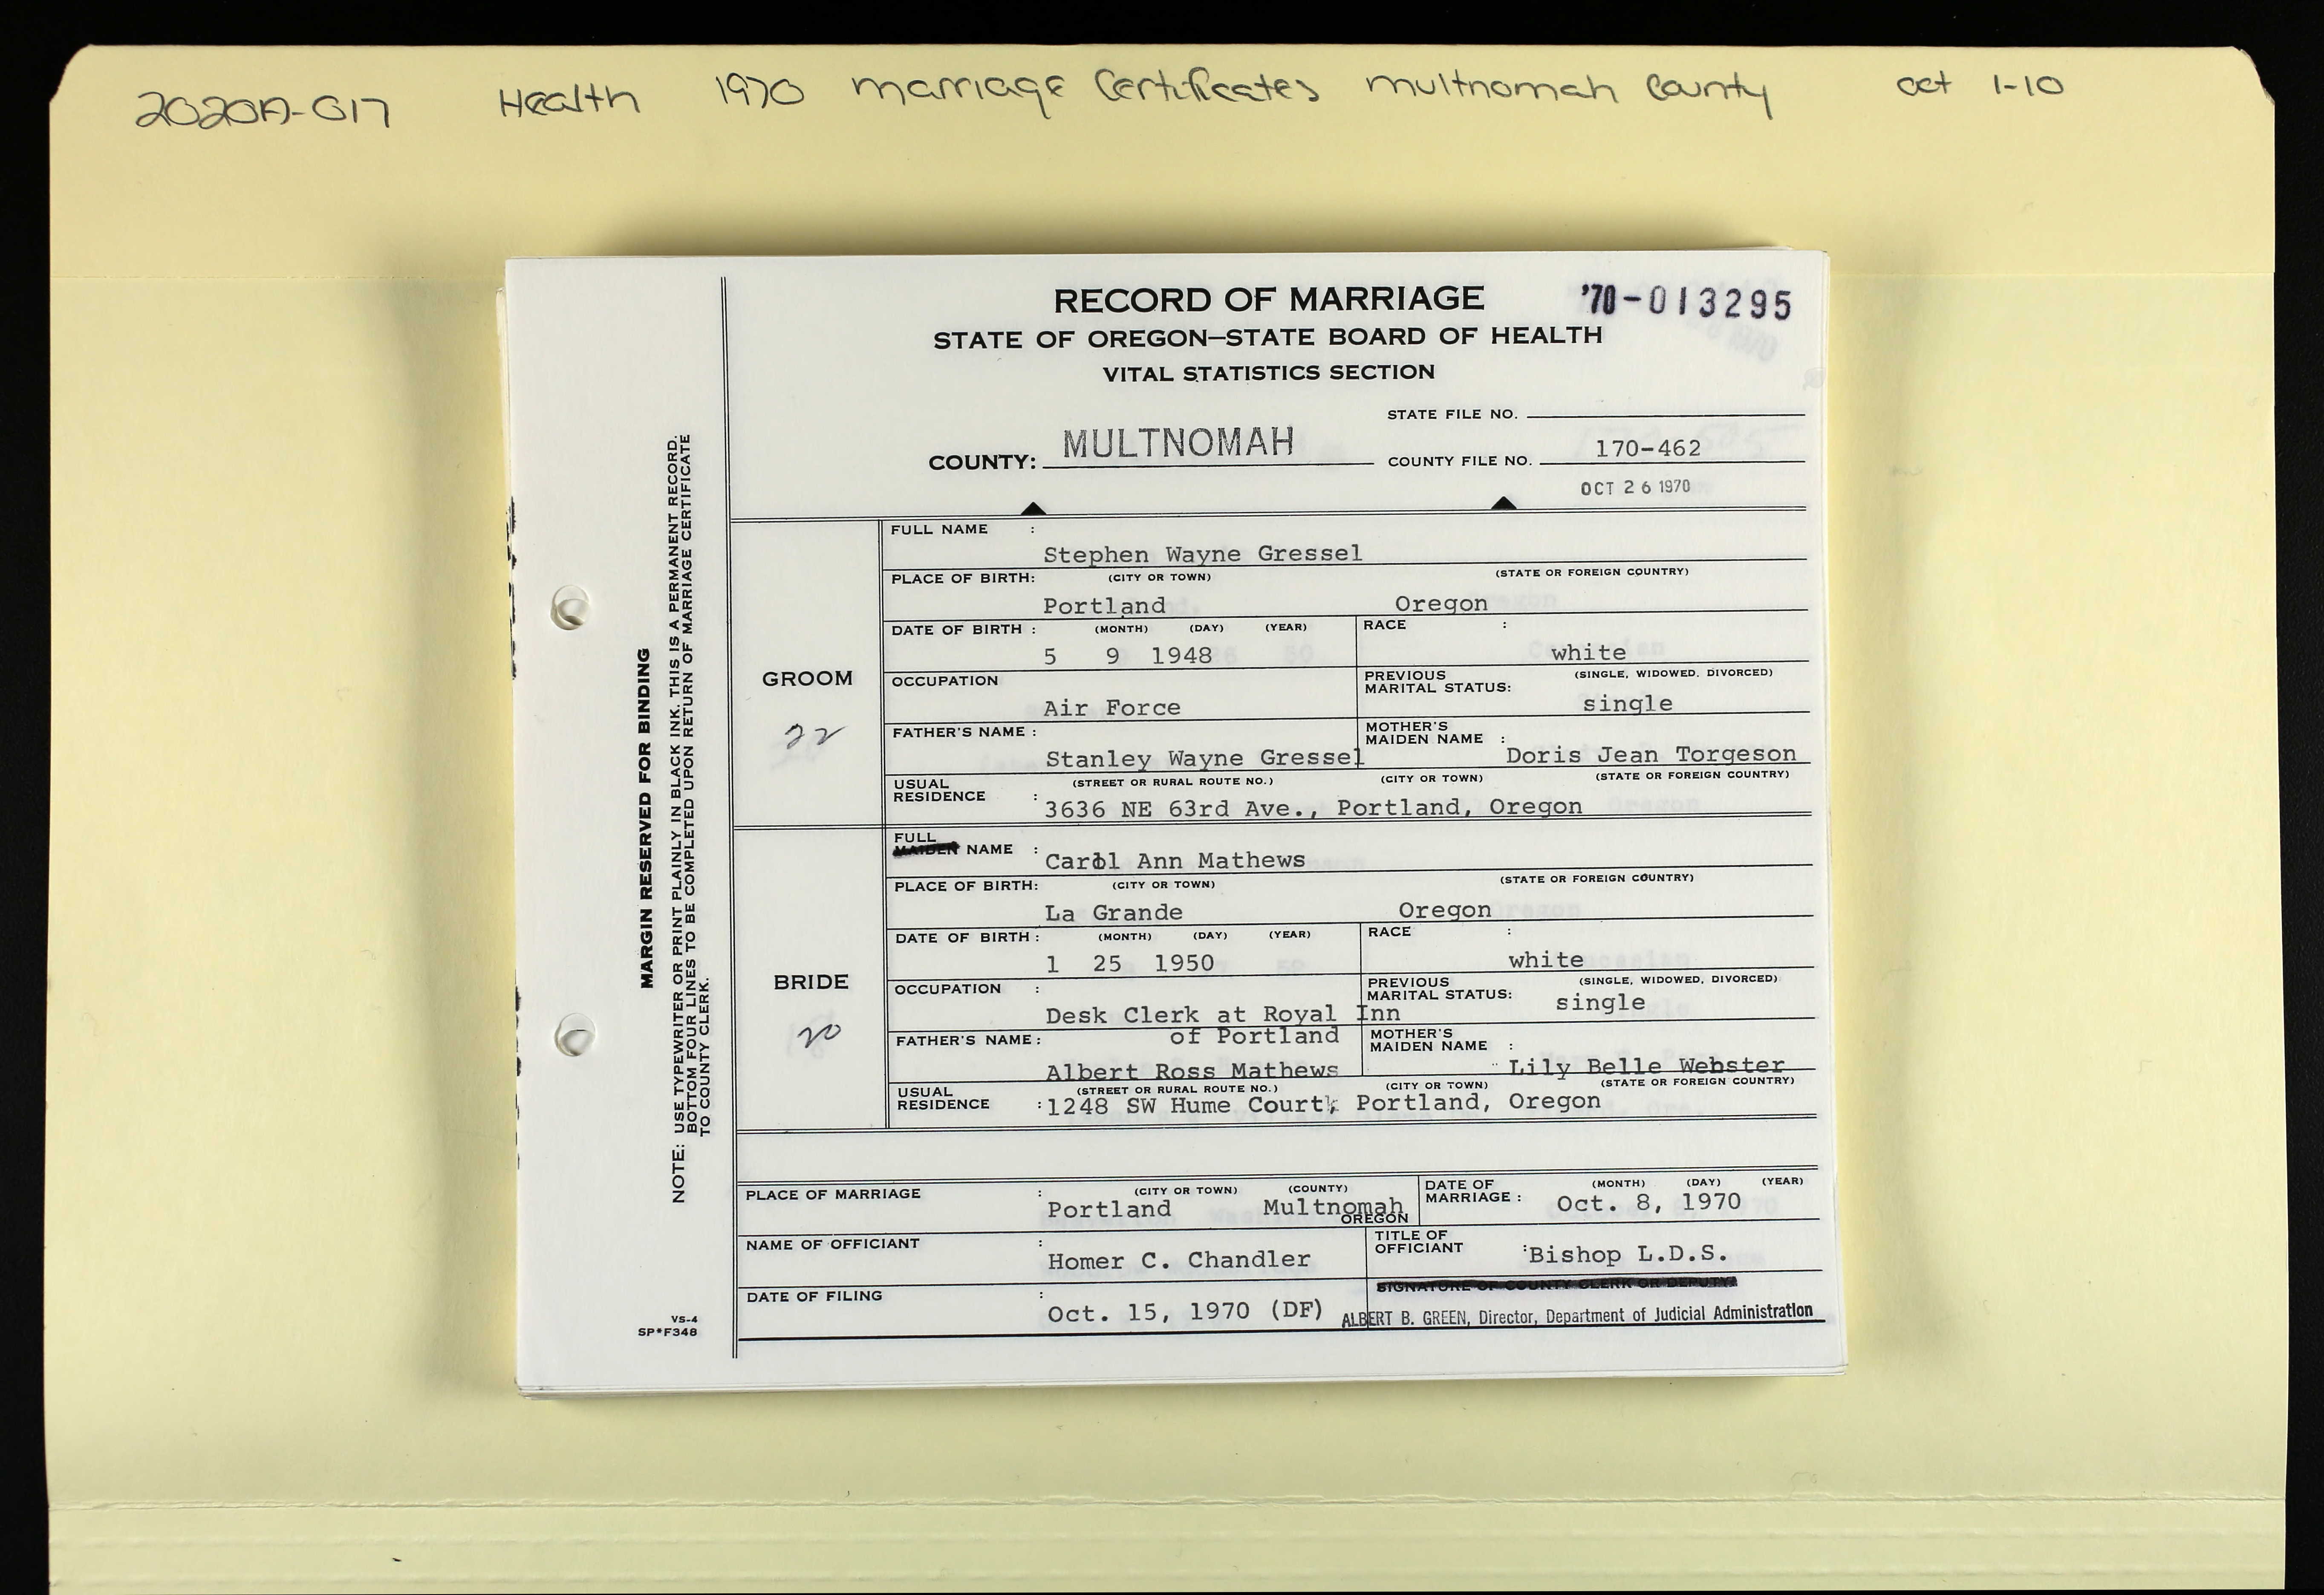 2020A-017 Health 1970 Marriage Certificates Multnomah County Oct 1-10
RECORD OF MARRIAGE '70-013295
STATE OF OREGON—STATE BOARD OF HEALTH
VITAL STATISTICS SECTION
STATE FILE NO.
COUNTY: MULTNOMAH COUNTY FILE NO. 170-462
OCT 26 1970
MARGIN RESERVED FOR BINDING
NOTE: USE TYPEWRITER OR PRINT PLAINLY IN BLACK INK. THIS IS A PERMANENT RECORD.
BOTTOM FOUR LINES TO BE COMPLETED UPON RETURN OF MARRIAGE CERTIFICATE
TO COUNTY CLERK.
GROOM
22
FULL NAME :
Stephen Wayne Gressel
PLACE OF BIRTH: (CITY OR TOWN) (STATE OR FOREIGN COUNTRY)
Portland Oregon
DATE OF BIRTH : (MONTH) (DAY) (YEAR) RACE :
5 9 1948 white
OCCUPATION PREVIOUS MARITAL STATUS: (SINGLE, WIDOWED, DIVORCED)
Air Force single
FATHER'S NAME : MOTHER'S MAIDEN NAME :
Stanley Wayne Gressel Doris Jean Torgeson
USUAL RESIDENCE : (STREET OR RURAL ROUTE NO.) (CITY OR TOWN) (STATE OR FOREIGN COUNTRY)
3636 NE 63rd Ave., Portland, Oregon
BRIDE
20
FULL
MAIDEN NAME : Carol Ann Mathews
PLACE OF BIRTH: (CITY OR TOWN) (STATE OR FOREIGN COUNTRY)
La Grande Oregon
DATE OF BIRTH : (MONTH) (DAY) (YEAR) RACE :
1 25 1950 white
OCCUPATION : PREVIOUS MARITAL STATUS: (SINGLE, WIDOWED, DIVORCED)
Desk Clerk at Royal Inn single
of Portland
FATHER'S NAME : MOTHER'S MAIDEN NAME :
Albert Ross Mathews Lily Belle Webster
USUAL RESIDENCE : (STREET OR RURAL ROUTE NO.) (CITY OR TOWN) (STATE OR FOREIGN COUNTRY)
1248 SW Hume Court, Portland, Oregon
PLACE OF MARRIAGE : (CITY OR TOWN) (COUNTY) DATE OF MARRIAGE : (MONTH) (DAY) (YEAR)
Portland Multnomah OREGON Oct. 8, 1970
NAME OF OFFICIANT : TITLE OF OFFICIANT :
Homer C. Chandler Bishop L.D.S.
SIGNATURE OF COUNTY CLERK OR DEPUTY:
DATE OF FILING :
Oct. 15, 1970 (DF) ALBERT B. GREEN, Director, Department of Judicial Administration
VS-4
SP*F348